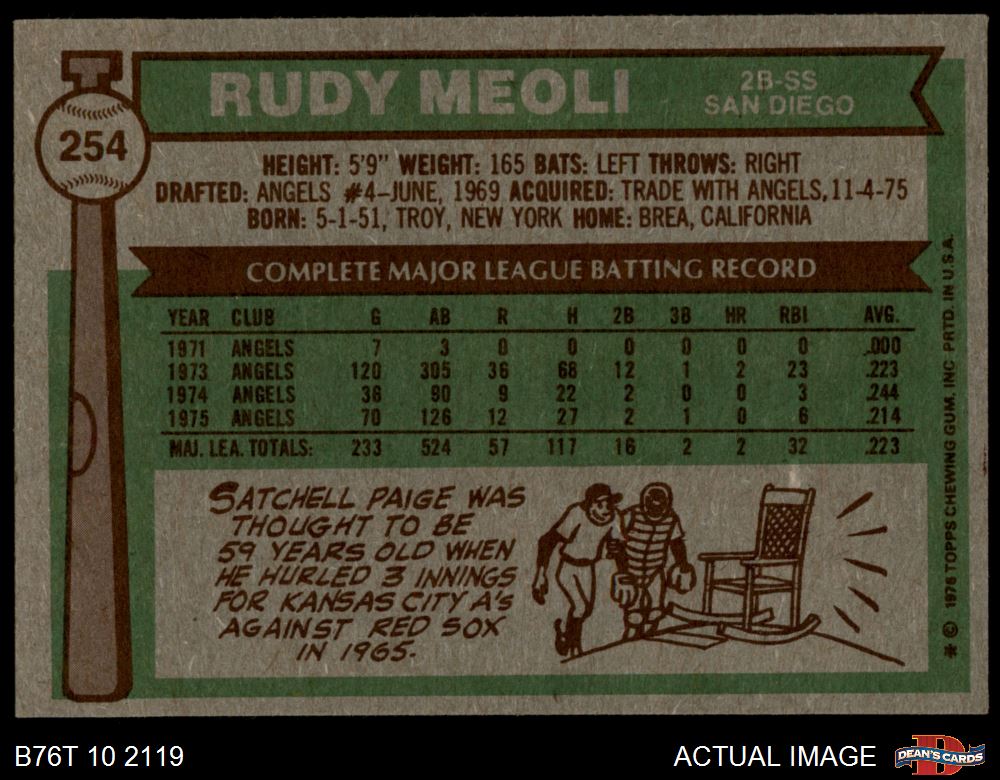 RUDY MEOLI
2B-SS
SAN DIEGO
254
HEIGHT: 5'9" WEIGHT: 165 BATS: LEFT THROWS: RIGHT
DRAFTED: ANGELS #4-JUNE, 1969 ACQUIRED: TRADE WITH ANGELS, 11-4-75
BORN: 5-1-51, TROY, NEW YORK HOME: BREA, CALIFORNIA
COMPLETE MAJOR LEAGUE BATTING RECORD
YEAR CLUB G AB R H 2B 3B HR RBI AVG.
1971 ANGELS 7 3 0 0 0 0 0 0 .000
1973 ANGELS 120 305 36 68 12 1 2 23 .223
1974 ANGELS 36 90 9 22 2 0 0 3 .244
1975 ANGELS 70 126 12 27 2 1 0 6 .214
MAJ. LEA. TOTALS: 233 524 57 117 16 2 2 32 .223
SATCHELL PAIGE WAS
THOUGHT TO BE
59 YEARS OLD WHEN
HE HURLED 3 INNINGS
FOR KANSAS CITY A's
AGAINST RED SOX
IN 1965.
* © 1976 TOPPS CHEWING GUM, INC PRTD. IN U.S.A.
B76T 10 2119
ACTUAL IMAGE
DEAN'S CARDS